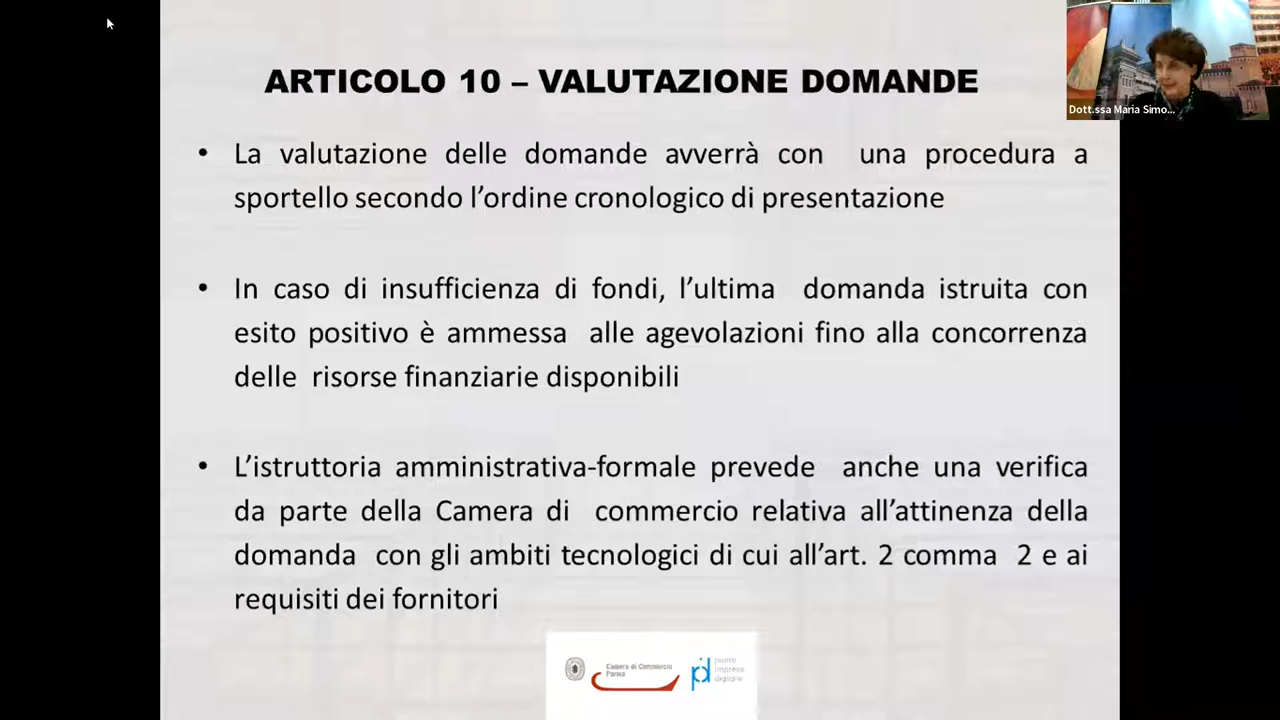 ARTICOLO 10 – VALUTAZIONE DOMANDE
Dott.ssa Maria Simo...
• La valutazione delle domande avverrà con una procedura a
sportello secondo l’ordine cronologico di presentazione
• In caso di insufficienza di fondi, l’ultima domanda istruita con
esito positivo è ammessa alle agevolazioni fino alla concorrenza
delle risorse finanziarie disponibili
• L’istruttoria amministrativa-formale prevede anche una verifica
da parte della Camera di commercio relativa all’attinenza della
domanda con gli ambiti tecnologici di cui all’art. 2 comma 2 e ai
requisiti dei fornitori
Camera di Commercio
Parma
pid
punto
impresa
digitale